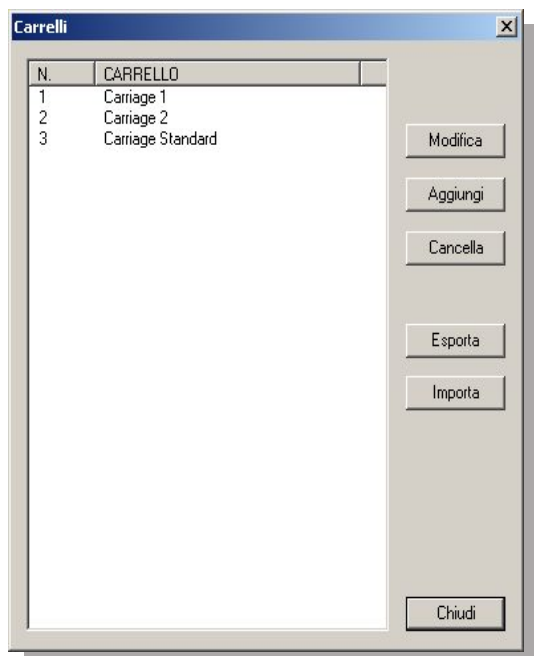 Carrelli
N. CARRELLO
1 Carriage 1
2 Carriage 2
3 Carriage Standard
Modifica
Aggiungi
Cancella
Esporta
Importa
Chiudi